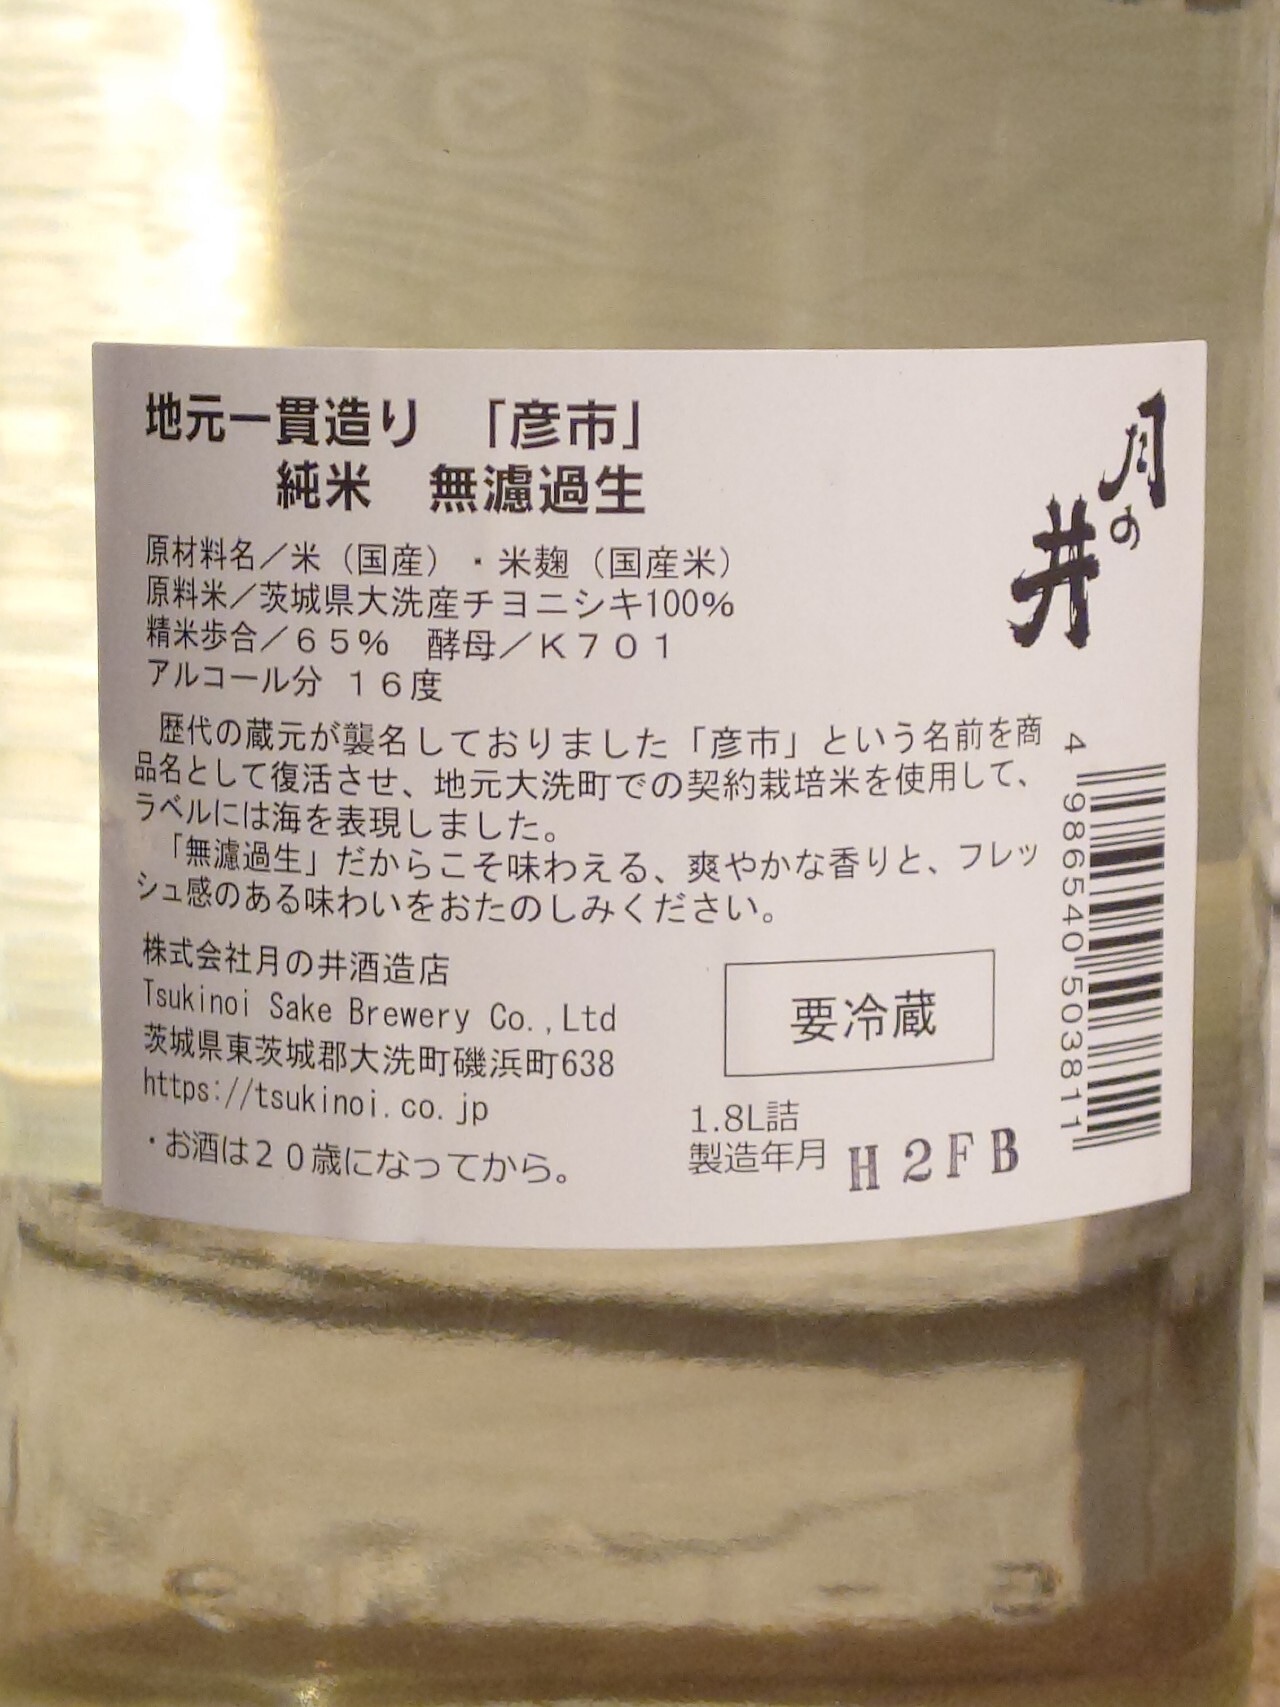 地元一貫造り 「彦市」
純米 無濾過生
原材料名／米（国産）・米麹（国産米）
原料米／茨城県大洗産チヨニシキ100％
精米歩合／６５％ 酵母／Ｋ７０１
アルコール分 １６度
歴代の蔵元が襲名しておりました「彦市」という名前を商
品名として復活させ、地元大洗町での契約栽培米を使用して、
ラベルには海を表現しました。
「無濾過生」だからこそ味わえる、爽やかな香りと、フレッ
シュ感のある味わいをおたのしみください。
株式会社月の井酒造店
Tsukinoi Sake Brewery Co.,Ltd
茨城県東茨城郡大洗町磯浜町638
https://tsukinoi.co.jp
・お酒は２０歳になってから。
月の井
要冷蔵
1.8L詰
製造年月 H2FB
4 986540 503811